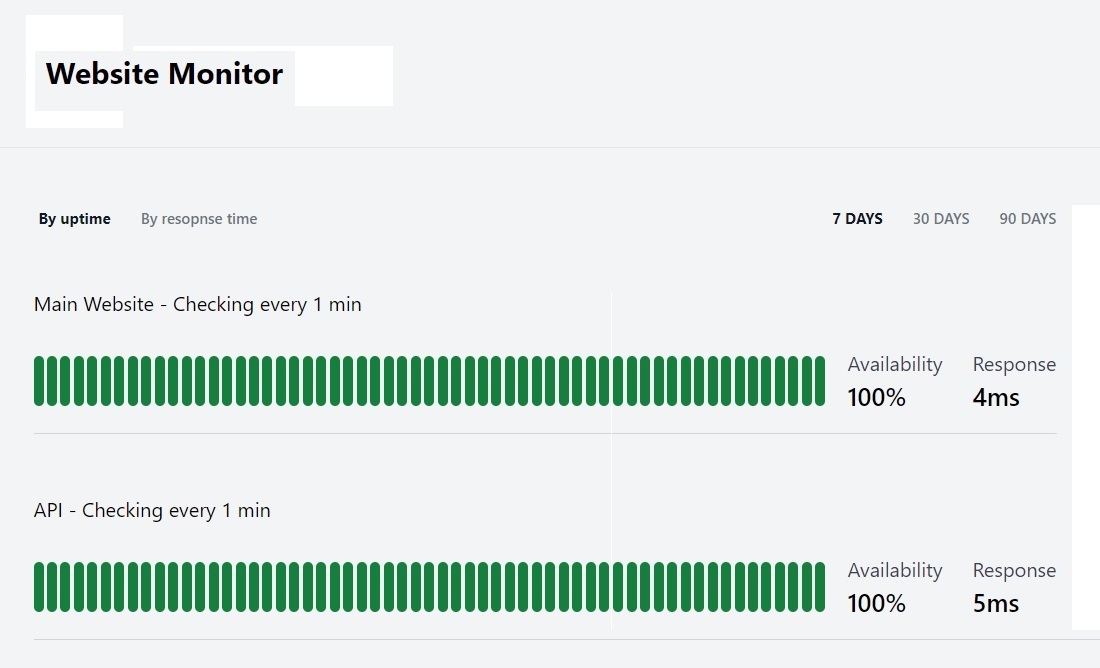 Website Monitor
By uptime By resopnse time 7 DAYS 30 DAYS 90 DAYS
Main Website - Checking every 1 min
Availability Response
100% 4ms
API - Checking every 1 min
Availability Response
100% 5ms